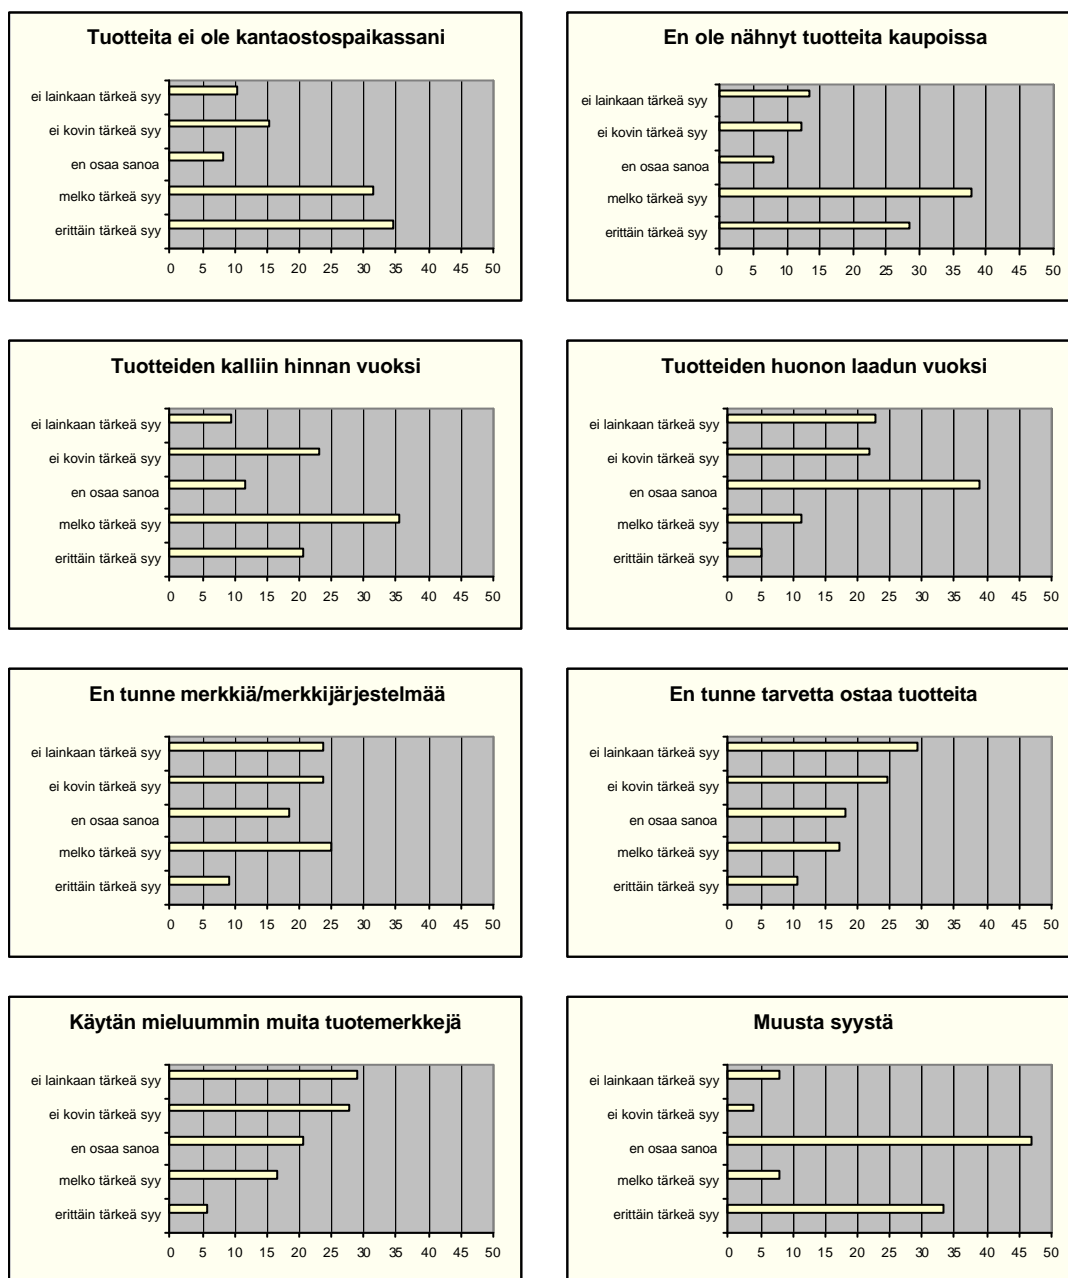 Tuotteita ei ole kantaostospaikassani
ei lainkaan tärkeä syy
ei kovin tärkeä syy
en osaa sanoa
melko tärkeä syy
erittäin tärkeä syy
0 5 10 15 20 25 30 35 40 45 50
En ole nähnyt tuotteita kaupoissa
ei lainkaan tärkeä syy
ei kovin tärkeä syy
en osaa sanoa
melko tärkeä syy
erittäin tärkeä syy
0 5 10 15 20 25 30 35 40 45 50
Tuotteiden kalliin hinnan vuoksi
ei lainkaan tärkeä syy
ei kovin tärkeä syy
en osaa sanoa
melko tärkeä syy
erittäin tärkeä syy
0 5 10 15 20 25 30 35 40 45 50
Tuotteiden huonon laadun vuoksi
ei lainkaan tärkeä syy
ei kovin tärkeä syy
en osaa sanoa
melko tärkeä syy
erittäin tärkeä syy
0 5 10 15 20 25 30 35 40 45 50
En tunne merkkiä/merkkijärjestelmää
ei lainkaan tärkeä syy
ei kovin tärkeä syy
en osaa sanoa
melko tärkeä syy
erittäin tärkeä syy
0 5 10 15 20 25 30 35 40 45 50
En tunne tarvetta ostaa tuotteita
ei lainkaan tärkeä syy
ei kovin tärkeä syy
en osaa sanoa
melko tärkeä syy
erittäin tärkeä syy
0 5 10 15 20 25 30 35 40 45 50
Käytän mieluummin muita tuotemerkkejä
ei lainkaan tärkeä syy
ei kovin tärkeä syy
en osaa sanoa
melko tärkeä syy
erittäin tärkeä syy
0 5 10 15 20 25 30 35 40 45 50
Muusta syystä
ei lainkaan tärkeä syy
ei kovin tärkeä syy
en osaa sanoa
melko tärkeä syy
erittäin tärkeä syy
0 5 10 15 20 25 30 35 40 45 50